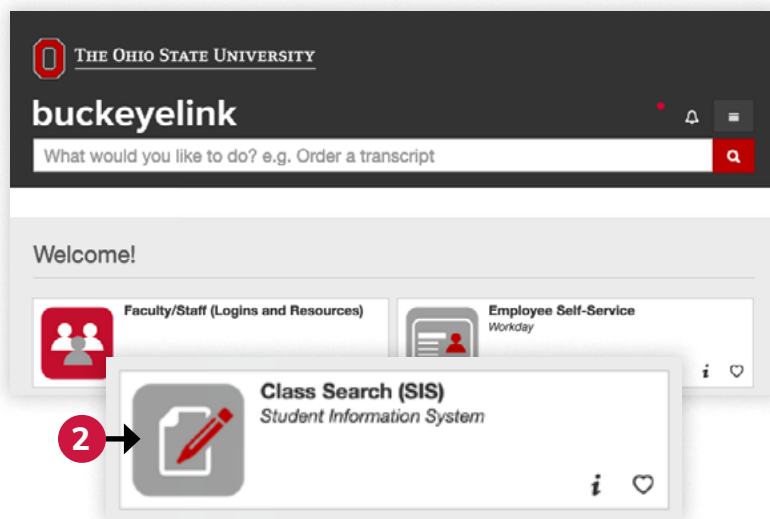 THE OHIO STATE UNIVERSITY
buckeyelink
What would you like to do? e.g. Order a transcript
Welcome!
Faculty/Staff (Logins and Resources)
Employee Self-Service
Workday
i
2
Class Search (SIS)
Student Information System
i